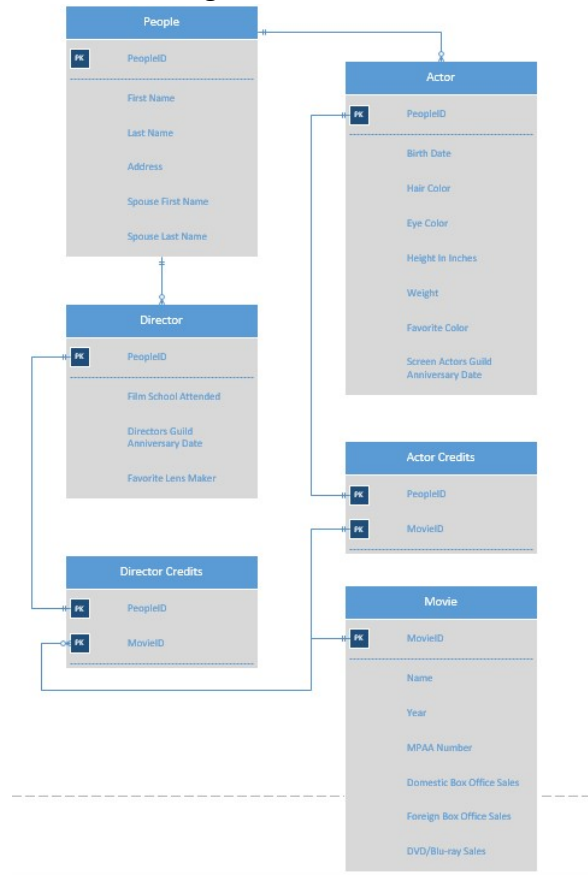 People
PK PeopleID
First Name
Last Name
Address
Spouse First Name
Spouse Last Name
Actor
PK PeopleID
Birth Date
Hair Color
Eye Color
Height In Inches
Weight
Favorite Color
Screen Actors Guild
Anniversary Date
Director
PK PeopleID
Film School Attended
Directors Guild
Anniversary Date
Favorite Lens Maker
Actor Credits
PK PeopleID
PK MovieID
Director Credits
PK PeopleID
PK MovieID
Movie
PK MovieID
Name
Year
MPAA Number
Domestic Box Office Sales
Foreign Box Office Sales
DVD/Blu-ray Sales